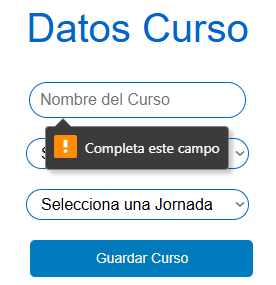 Datos Curso
Nombre del Curso
Completa este campo
Selecciona una Jornada
Guardar Curso